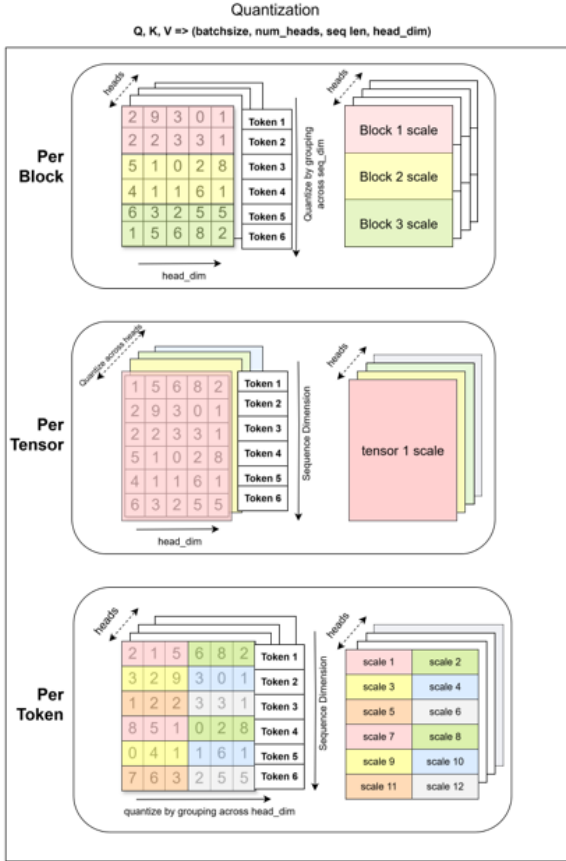 Quantization
Q, K, V => (batchsize, num_heads, seq len, head_dim)
Per
Block
heads
2 9 3 0 1
2 2 3 3 1
5 1 0 2 8
4 1 1 6 1
6 3 2 5 5
1 5 6 8 2
Token 1
Token 2
Token 3
Token 4
Token 5
Token 6
Quantize by grouping
across seq_dim
head_dim
heads
Block 1 scale
Block 2 scale
Block 3 scale
Per
Tensor
Quantize across heads
1 5 6 8 2
2 9 3 0 1
2 2 3 3 1
5 1 0 2 8
4 1 1 6 1
6 3 2 5 5
Token 1
Token 2
Token 3
Token 4
Token 5
Token 6
Sequence Dimension
head_dim
heads
tensor 1 scale
Per
Token
heads
2 1 5 6 8 2
3 2 9 3 0 1
1 2 2 3 3 1
8 5 1 0 2 8
0 4 1 1 6 1
7 6 3 2 5 5
Token 1
Token 2
Token 3
Token 4
Token 5
Token 6
Sequence Dimension
quantize by grouping across head_dim
heads
scale 1 scale 2
scale 3 scale 4
scale 5 scale 6
scale 7 scale 8
scale 9 scale 10
scale 11 scale 12